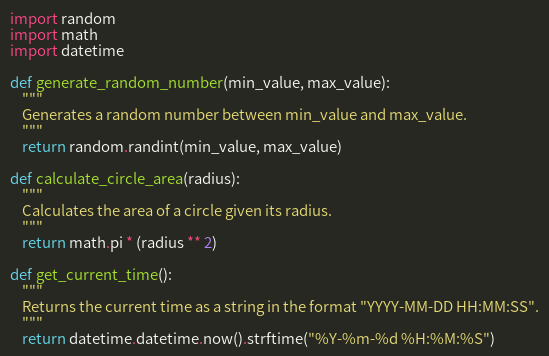 import random
import math
import datetime

def generate_random_number(min_value, max_value):
    """
    Generates a random number between min_value and max_value.
    """
    return random.randint(min_value, max_value)

def calculate_circle_area(radius):
    """
    Calculates the area of a circle given its radius.
    """
    return math.pi * (radius ** 2)

def get_current_time():
    """
    Returns the current time as a string in the format "YYYY-MM-DD HH:MM:SS".
    """
    return datetime.datetime.now().strftime("%Y-%m-%d %H:%M:%S")